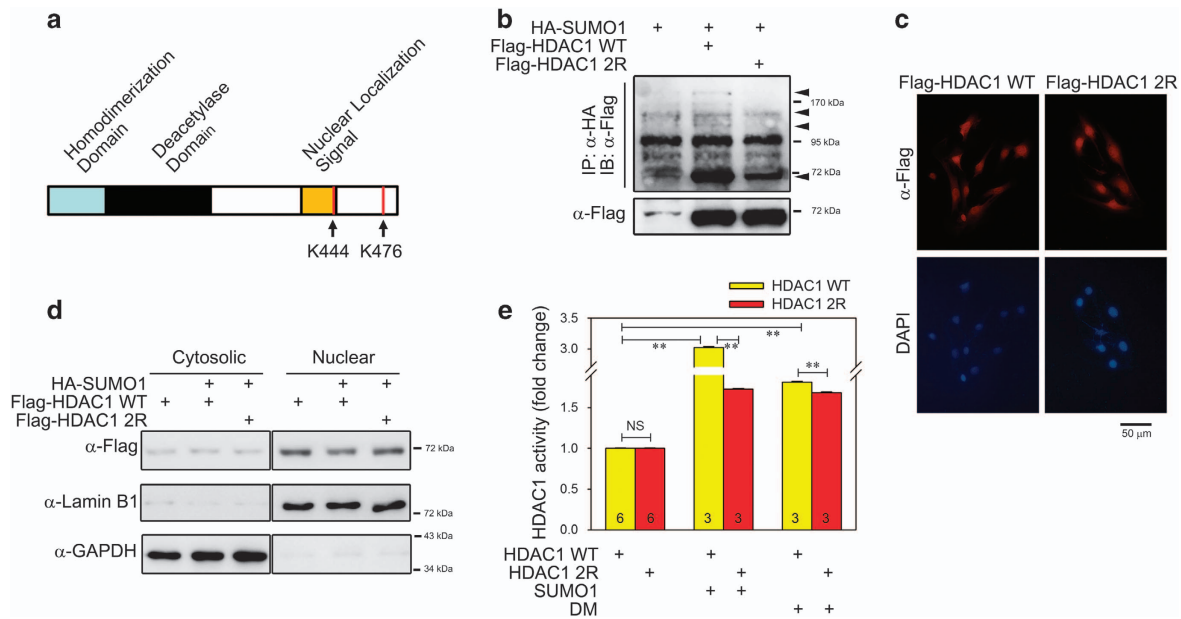 a
Homodimerization
Domain
Deacetylase
Domain
Nuclear Localization
Signal
K444 K476
b
HA-SUMO1 + + +
Flag-HDAC1 WT +
Flag-HDAC1 2R +
IP: α-HA
IB: α-Flag
170 kDa
95 kDa
72 kDa
α-Flag
72 kDa
c
Flag-HDAC1 WT Flag-HDAC1 2R
α-Flag
DAPI
50 μm
d
Cytosolic Nuclear
HA-SUMO1 + + + +
Flag-HDAC1 WT + + + +
Flag-HDAC1 2R + +
α-Flag
72 kDa
α-Lamin B1
72 kDa
α-GAPDH
43 kDa
34 kDa
e
HDAC1 WT
HDAC1 2R
HDAC1 activity (fold change)
3.5
3.0
1.5
1.0
0.5
0.0
**
** **
**
NS
6 6 3 3 3 3
HDAC1 WT + + +
HDAC1 2R + + +
SUMO1 + +
DM + +